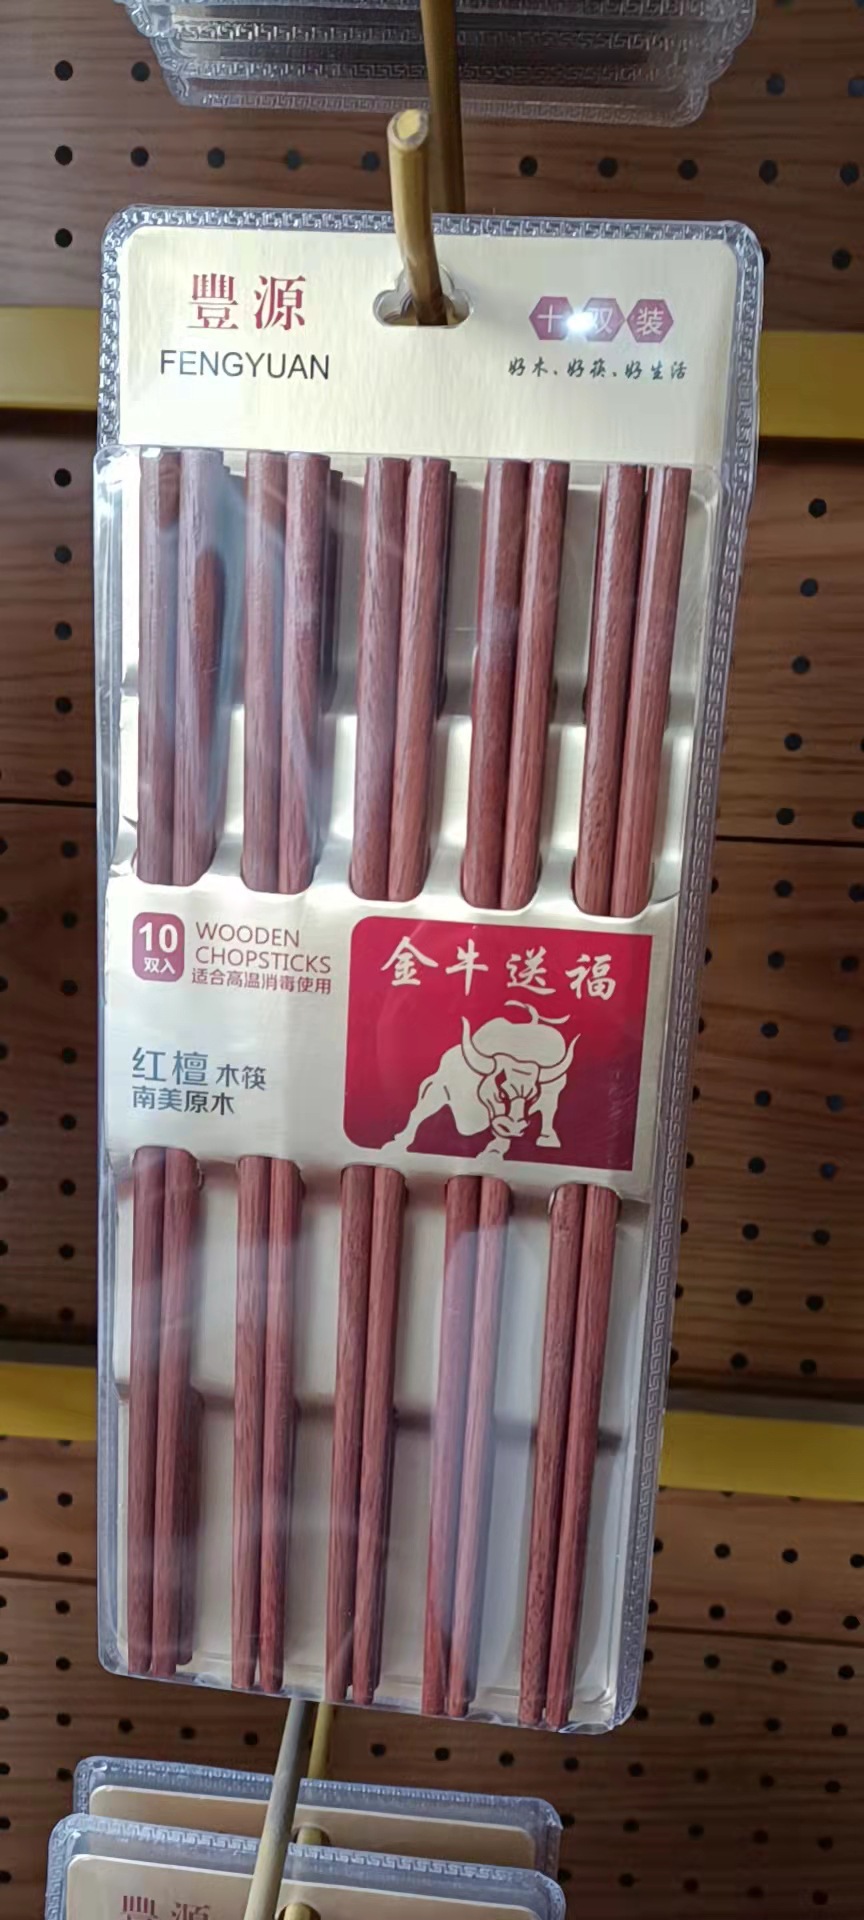 豐源
FENGYUAN
十双装
好木、好筷、好生活
10
双入
WOODEN
CHOPSTICKS
适合高温消毒使用
金牛送福
红檀木筷
南美原木
豐源